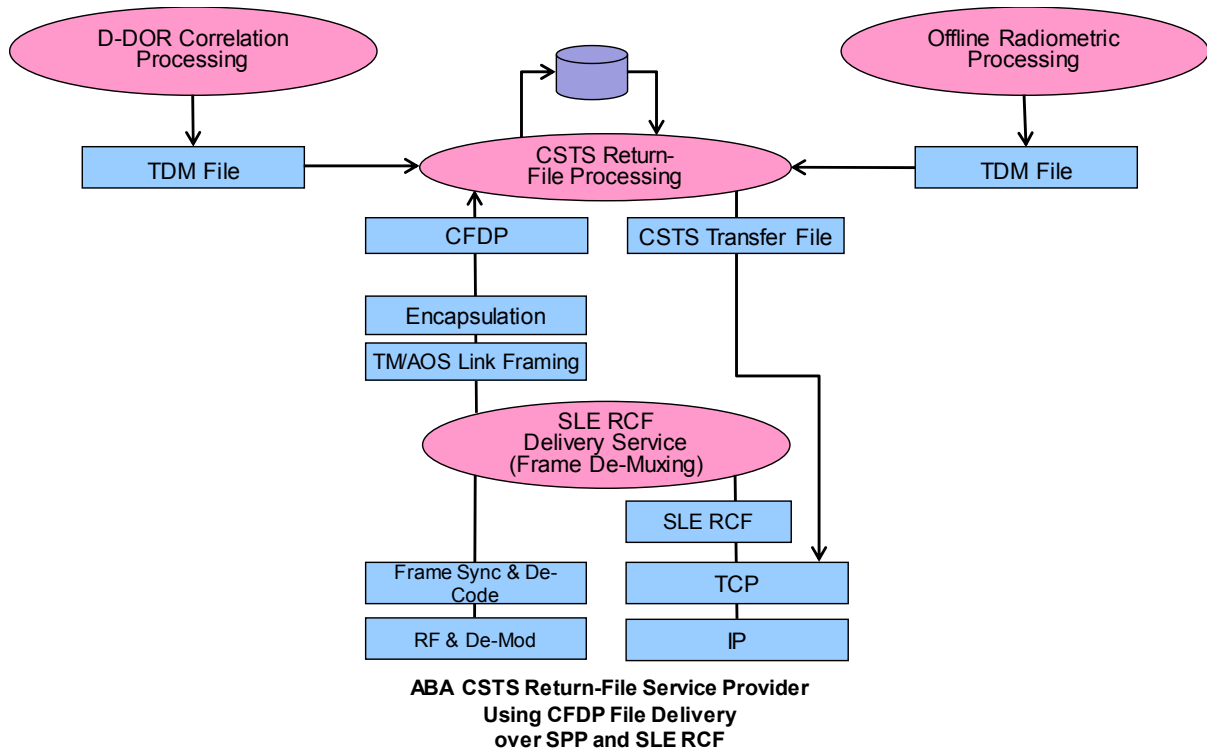 D-DOR Correlation
Processing
Offline Radiometric
Processing
TDM File
CSTS Return-
File Processing
TDM File
CFDP
CSTS Transfer File
Encapsulation
TM/AOS Link Framing
SLE RCF
Delivery Service
(Frame De-Muxing)
SLE RCF
Frame Sync & De-
Code
TCP
RF & De-Mod
IP
ABA CSTS Return-File Service Provider
Using CFDP File Delivery
over SPP and SLE RCF